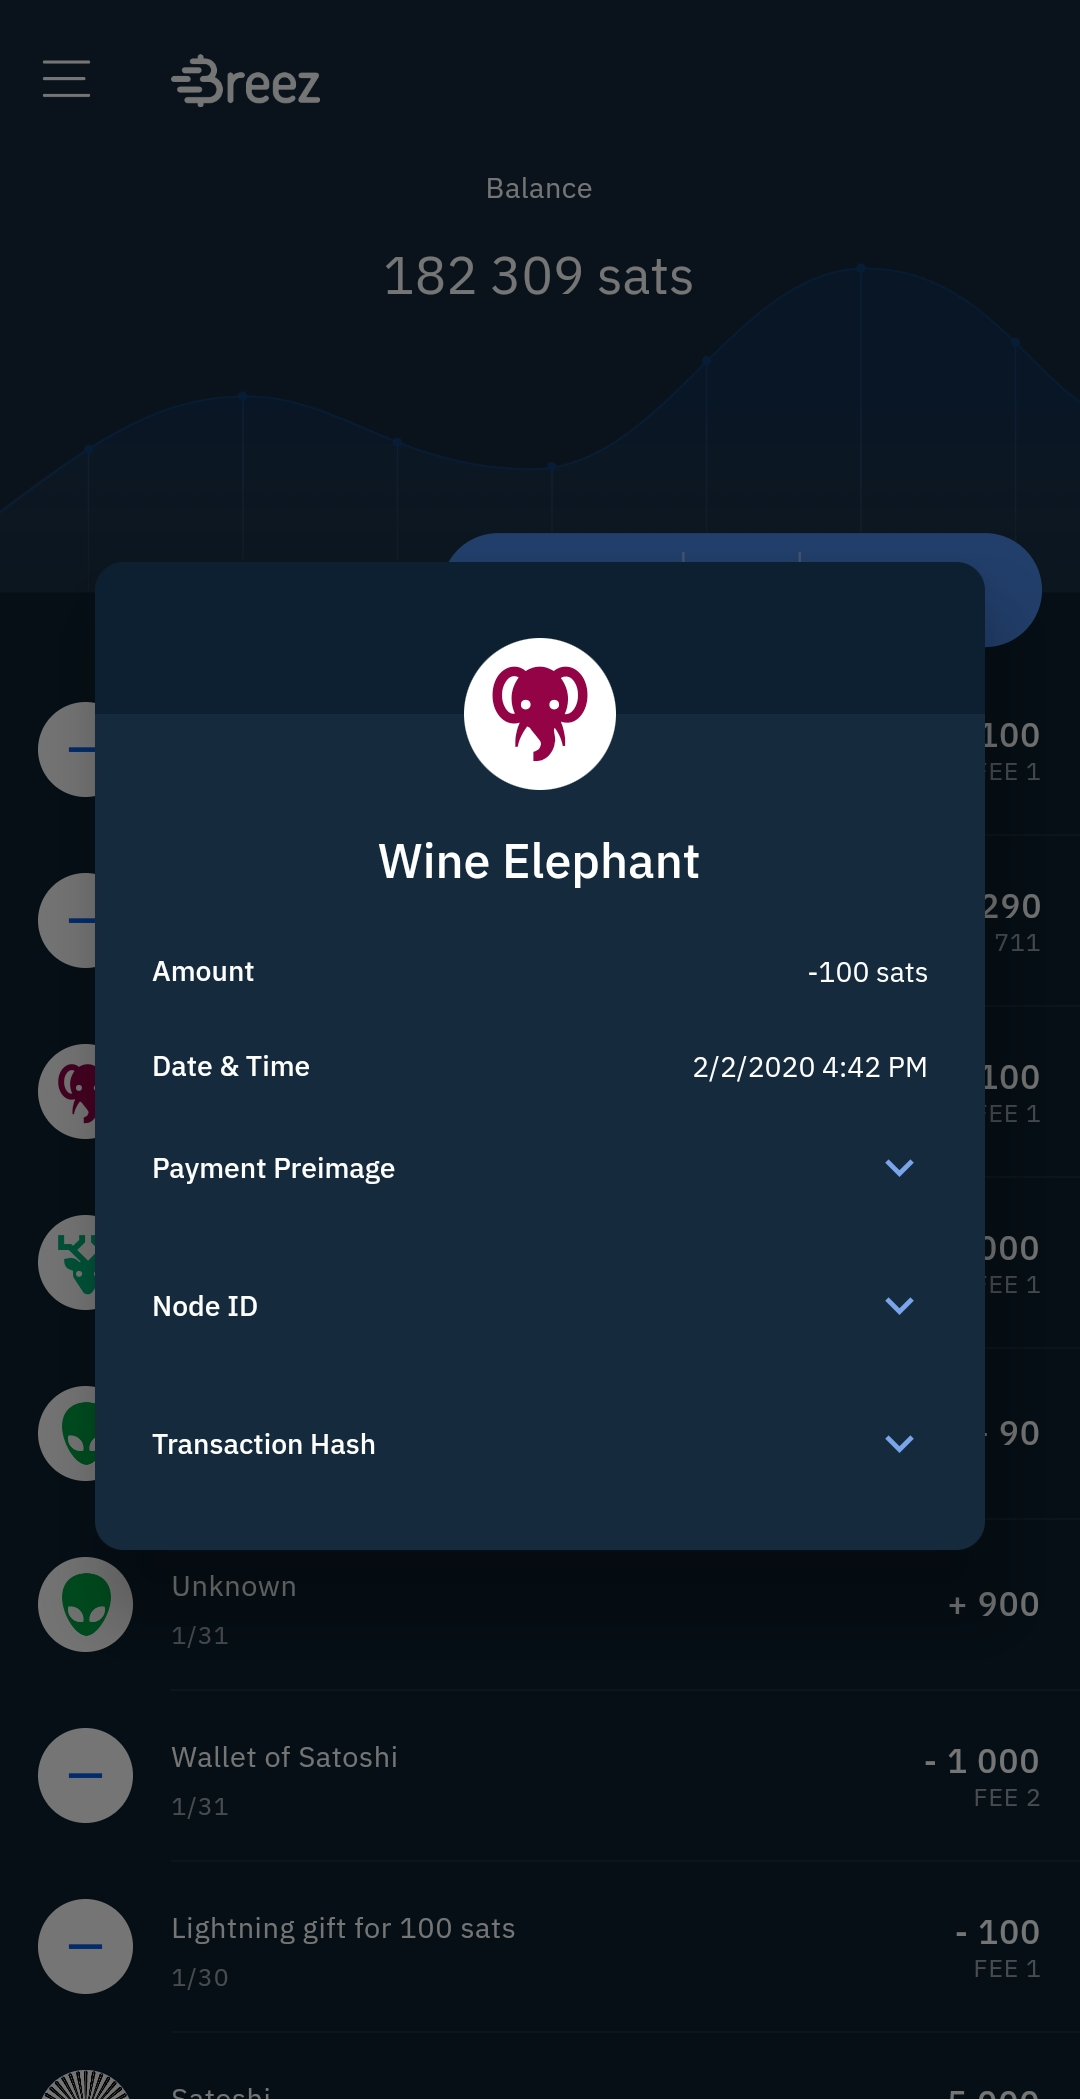 Breez
Balance
182 309 sats
100
FEE 1
290
711
100
FEE 1
000
FEE 1
- 90
Wine Elephant
Amount -100 sats
Date & Time 2/2/2020 4:42 PM
Payment Preimage
Node ID
Transaction Hash
Unknown + 900
1/31
Wallet of Satoshi - 1 000
1/31 FEE 2
Lightning gift for 100 sats - 100
1/30 FEE 1
Satoshi